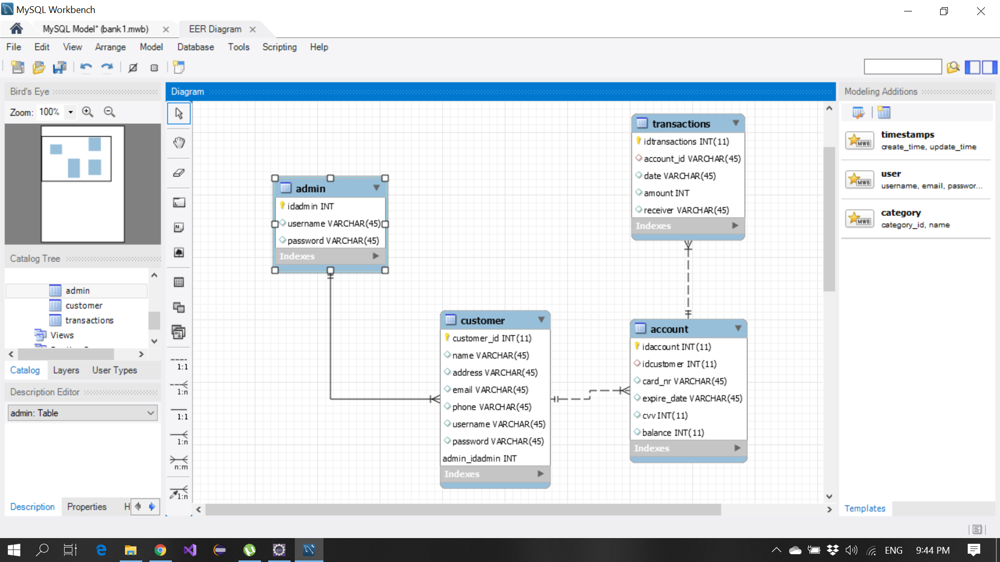 MySQL Workbench
MySQL Model* (bank1.mwb)
EER Diagram
File Edit View Arrange Model Database Tools Scripting Help
Bird's Eye
Zoom: 100%
Catalog Tree
admin
customer
transactions
Views
Catalog Layers User Types
Description Editor
admin: Table
Description Properties H
Diagram
1:1
1:n
1:1
1:n
n:m
1:n
admin
idadmin INT
username VARCHAR(45)
password VARCHAR(45)
Indexes
customer
customer_id INT(11)
name VARCHAR(45)
address VARCHAR(45)
email VARCHAR(45)
phone VARCHAR(45)
username VARCHAR(45)
password VARCHAR(45)
admin_idadmin INT
Indexes
transactions
idtransactions INT(11)
account_id VARCHAR(45)
date VARCHAR(45)
amount INT
receiver VARCHAR(45)
Indexes
account
idaccount INT(11)
idcustomer INT(11)
card_nr VARCHAR(45)
expire_date VARCHAR(45)
cvv INT(11)
balance INT(11)
Indexes
Modeling Additions
MWB
timestamps
create_time, update_time
MWB
user
username, email, passwor...
MWB
category
category_id, name
Templates
ENG
9:44 PM